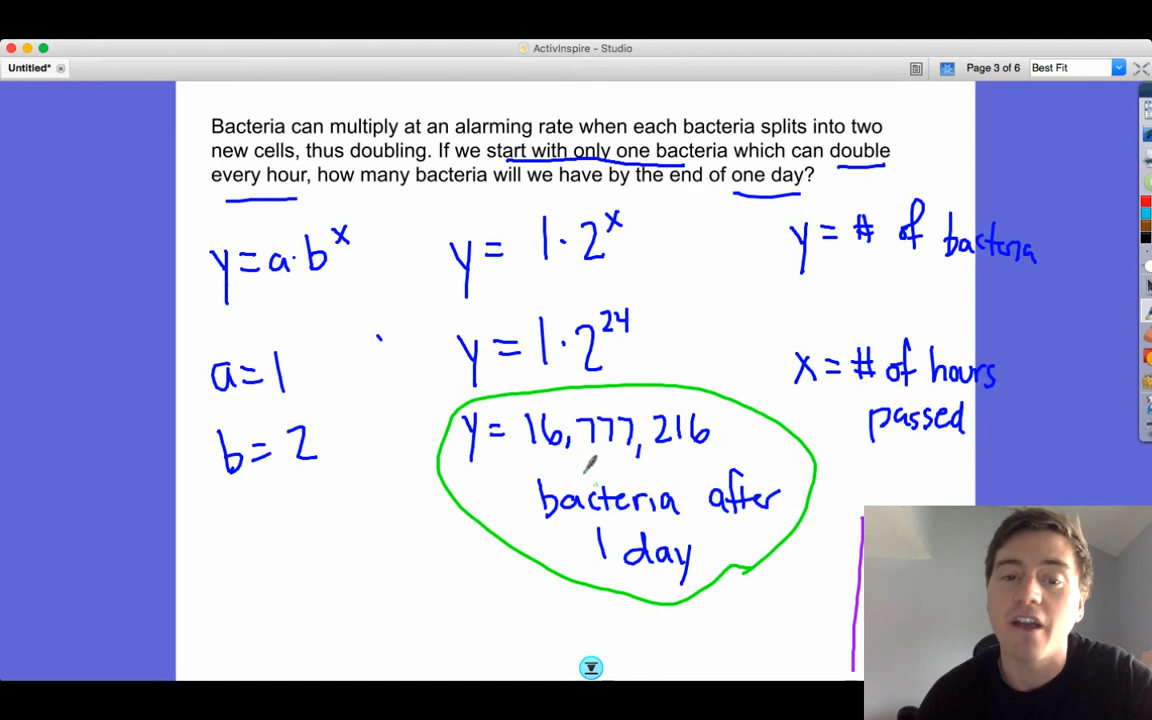 ActivInspire - Studio
Untitled*
Page 3 of 6
Best Fit
Bacteria can multiply at an alarming rate when each bacteria splits into two
new cells, thus doubling. If we start with only one bacteria which can double
every hour, how many bacteria will we have by the end of one day?
y = a · b^x
y = 1 · 2^x
y = # of bacteria
y = 1 · 2^24
a = 1
x = # of hours
passed
b = 2
y = 16,777,216
bacteria after
1 day